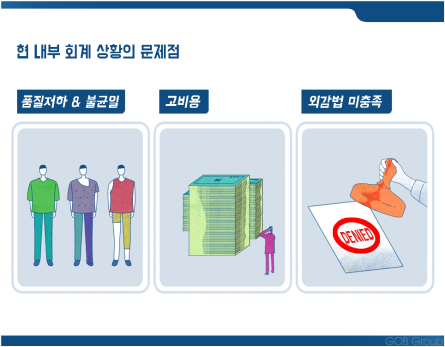 현 내부 회계 상황의 문제점
품질저하 & 불균일
고비용
외감법 미충족
DENIED
GOB Group